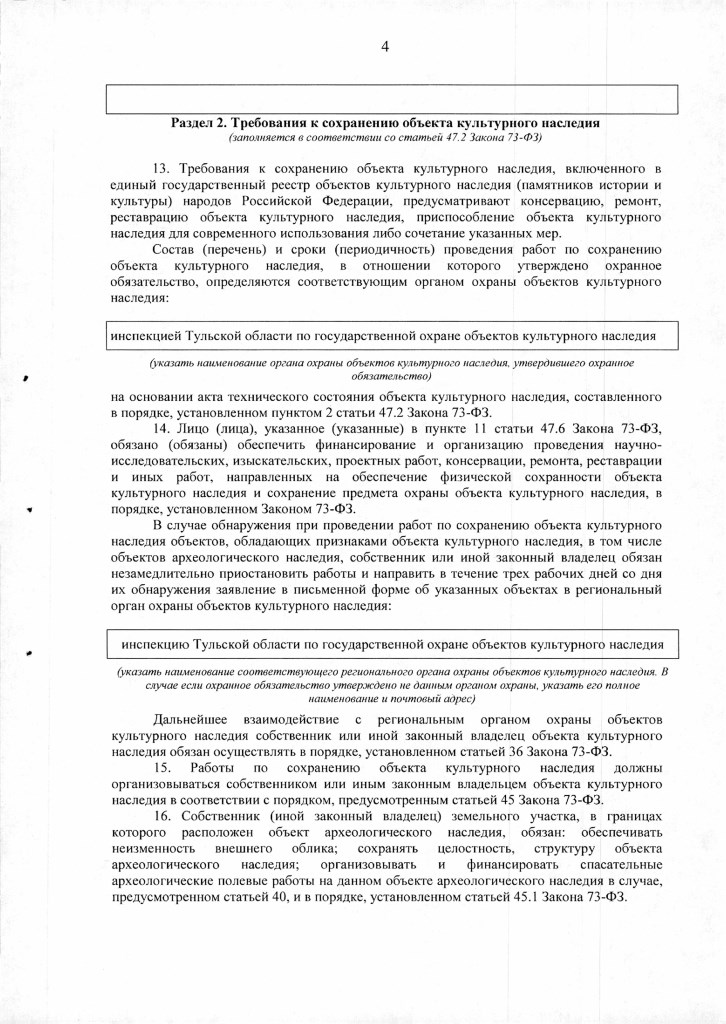 4
Раздел 2. Требования к сохранению объекта культурного наследия
(заполняется в соответствии со статьей 47.2 Закона 73-ФЗ)
13. Требования к сохранению объекта культурного наследия, включенного в
единый государственный реестр объектов культурного наследия (памятников истории и
культуры) народов Российской Федерации, предусматривают консервацию, ремонт,
реставрацию объекта культурного наследия, приспособление объекта культурного
наследия для современного использования либо сочетание указанных мер.
Состав (перечень) и сроки (периодичность) проведения работ по сохранению
объекта культурного наследия, в отношении которого утверждено охранное
обязательство, определяются соответствующим органом охраны объектов культурного
наследия:
инспекцией Тульской области по государственной охране объектов культурного наследия
(указать наименование органа охраны объектов культурного наследия, утвердившего охранное
обязательство)
на основании акта технического состояния объекта культурного наследия, составленного
в порядке, установленном пунктом 2 статьи 47.2 Закона 73-ФЗ.
14. Лицо (лица), указанное (указанные) в пункте 11 статьи 47.6 Закона 73-ФЗ,
обязано (обязаны) обеспечить финансирование и организацию проведения научно-
исследовательских, изыскательских, проектных работ, консервации, ремонта, реставрации
и иных работ, направленных на обеспечение физической сохранности объекта
культурного наследия и сохранение предмета охраны объекта культурного наследия, в
порядке, установленном Законом 73-ФЗ.
В случае обнаружения при проведении работ по сохранению объекта культурного
наследия объектов, обладающих признаками объекта культурного наследия, в том числе
объектов археологического наследия, собственник или иной законный владелец обязан
незамедлительно приостановить работы и направить в течение трех рабочих дней со дня
их обнаружения заявление в письменной форме об указанных объектах в региональный
орган охраны объектов культурного наследия:
инспекцию Тульской области по государственной охране объектов культурного наследия
(указать наименование соответствующего регионального органа охраны объектов культурного наследия. В
случае если охранное обязательство утверждено не данным органом охраны, указать его полное
наименование и почтовый адрес)
Дальнейшее взаимодействие с региональным органом охраны объектов
культурного наследия собственник или иной законный владелец объекта культурного
наследия обязан осуществлять в порядке, установленном статьей 36 Закона 73-ФЗ.
15. Работы по сохранению объекта культурного наследия должны
организовываться собственником или иным законным владельцем объекта культурного
наследия в соответствии с порядком, предусмотренным статьей 45 Закона 73-ФЗ.
16. Собственник (иной законный владелец) земельного участка, в границах
которого расположен объект археологического наследия, обязан: обеспечивать
неизменность внешнего облика; сохранять целостность, структуру объекта
археологического наследия; организовывать и финансировать спасательные
археологические полевые работы на данном объекте археологического наследия в случае,
предусмотренном статьей 40, и в порядке, установленном статьей 45.1 Закона 73-ФЗ.